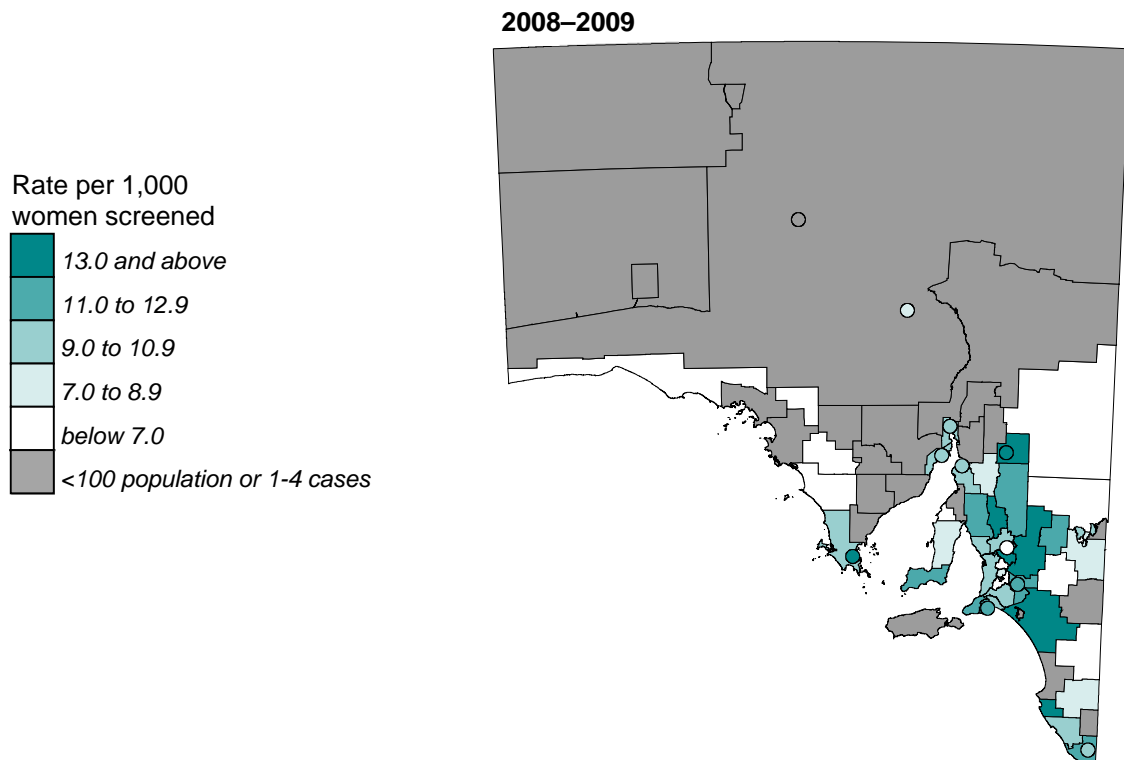 2008–2009
Rate per 1,000
women screened
13.0 and above
11.0 to 12.9
9.0 to 10.9
7.0 to 8.9
below 7.0
<100 population or 1-4 cases